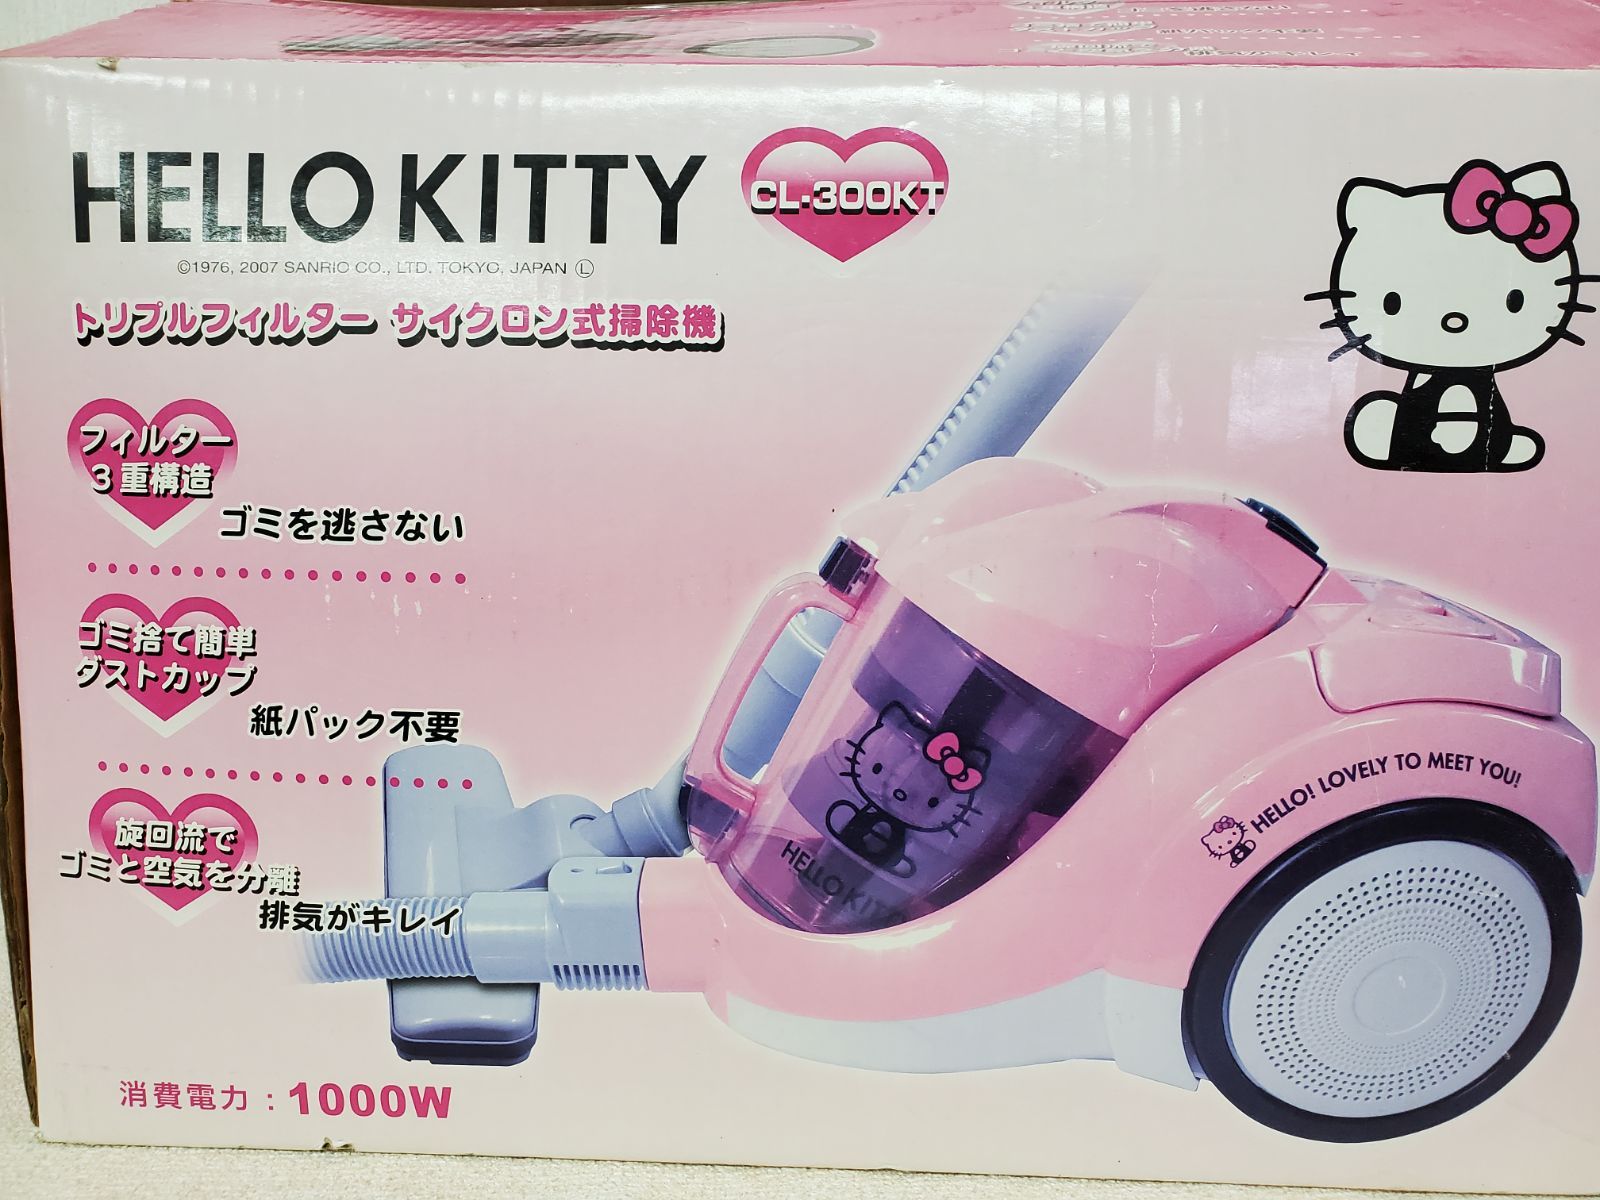 HELLO KITTY
CL-300KT
©1976, 2007 SANRIO CO., LTD. TOKYO, JAPAN Ⓛ
トリプルフィルター サイクロン式掃除機
フィルター
3重構造
ゴミを逃さない
ゴミ捨て簡単
ダストカップ
紙パック不要
旋回流で
ゴミと空気を分離
排気がキレイ
消費電力：1000W
HELLO KITTY
HELLO! LOVELY TO MEET YOU!